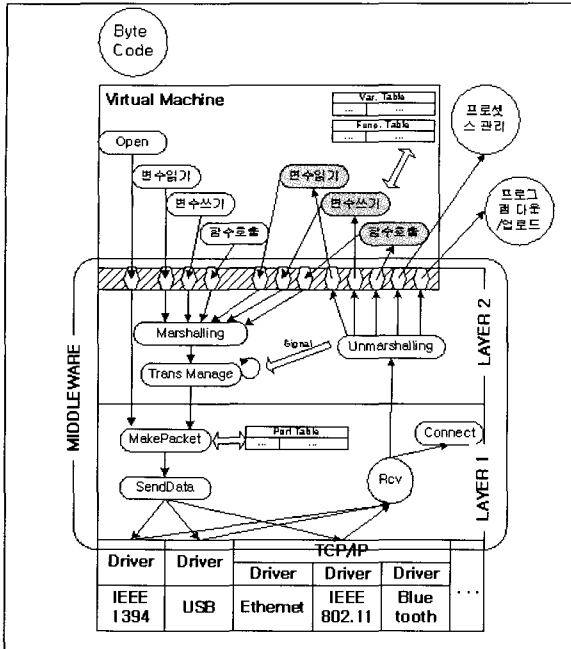 Byte
Code
Virtual Machine
Var. Table
... ...
Func. Table
... ...
프로셋
스 관리
Open
변수읽기
변수읽기
변수쓰기
변수쓰기
함수호출
함수호출
프로그
램 다운
/업로드
MIDDLEWARE
LAYER 2
Marshalling
Signal
Unmarshalling
Trans Manage
LAYER 1
MakePacket
Port Table
... ...
Connect
SendData
Rcv
TCP/IP
Driver
Driver
Driver
Driver
Driver
...
IEEE
1394
USB
Ethernet
IEEE
802.11
Blue
tooth